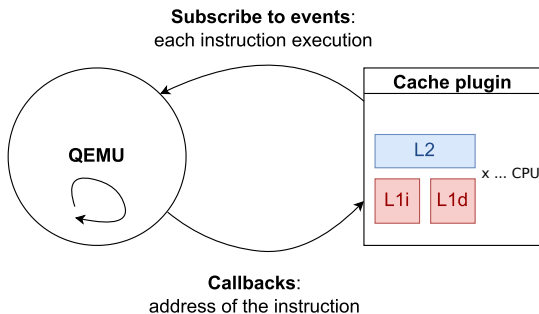 Subscribe to events:
each instruction execution
Cache plugin
QEMU
L2
x ... CPU
L1i
L1d
Callbacks:
address of the instruction